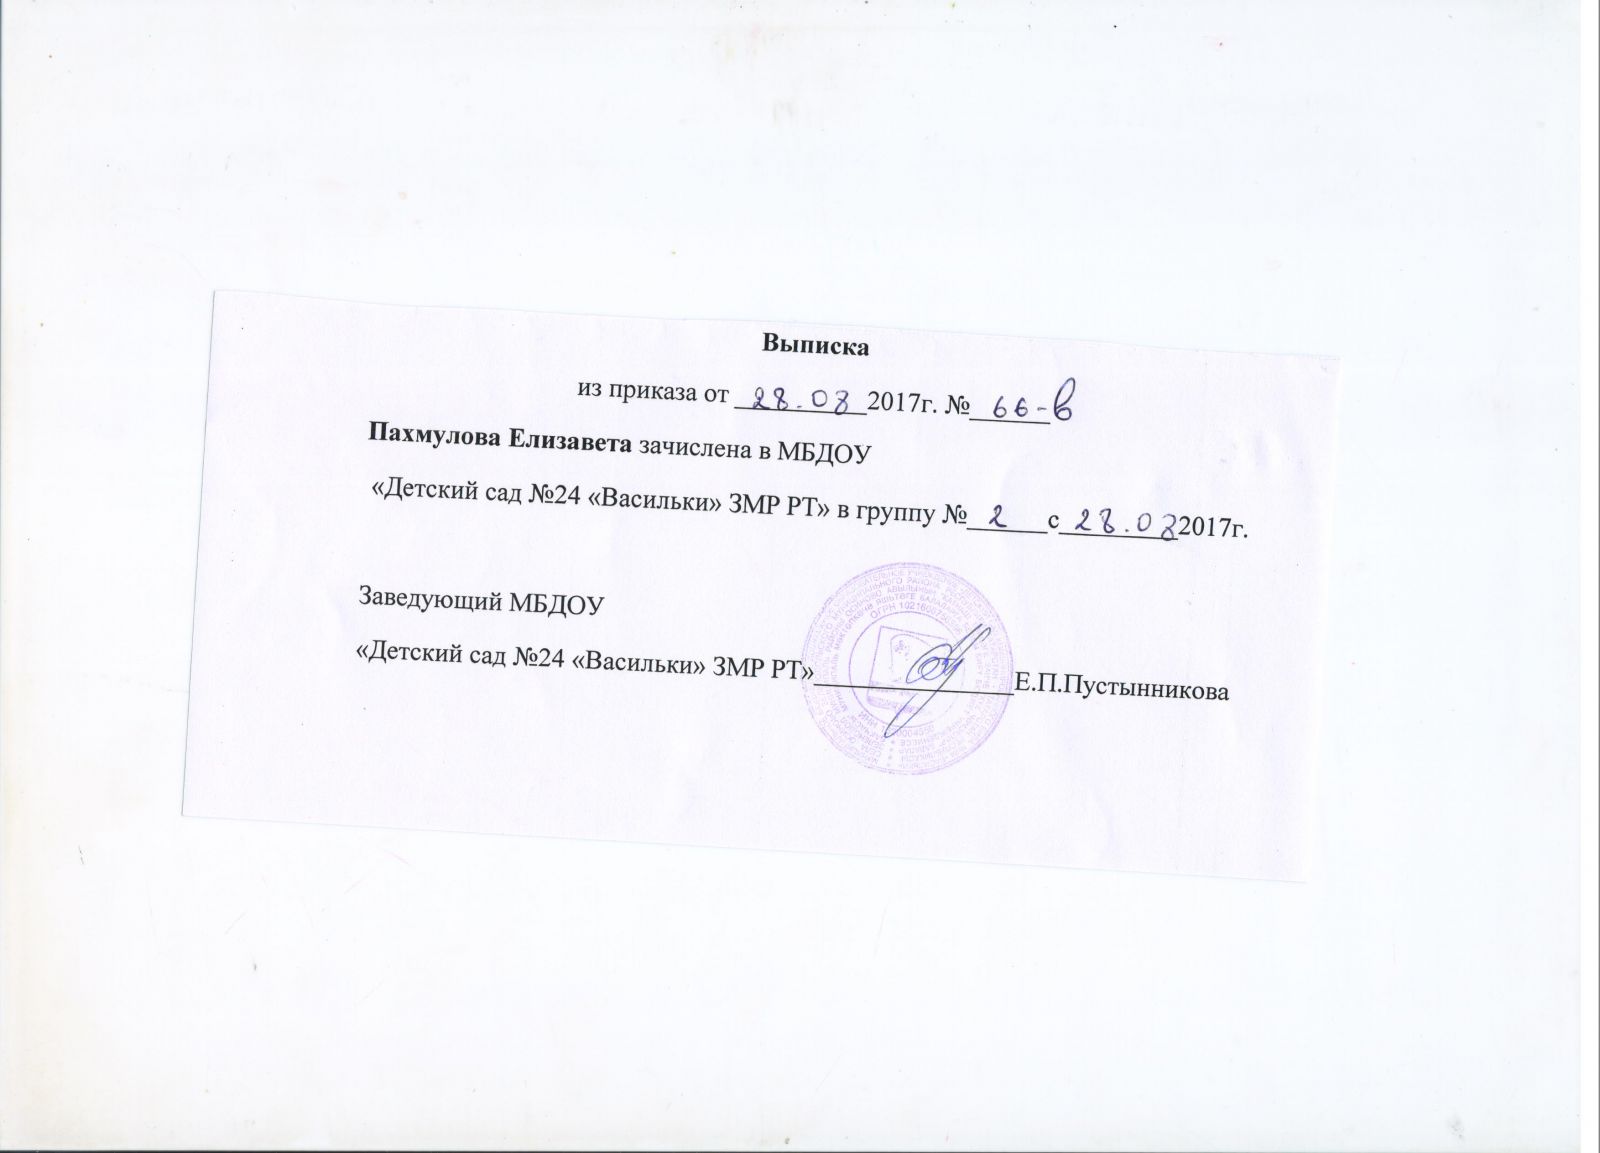 Выписка
из приказа от 28.08 2017г. № 66-в
Пахмулова Елизавета зачислена в МБДОУ
«Детский сад №24 «Васильки» ЗМР РТ» в группу № 2 с 28.08 2017г.
Заведующий МБДОУ
«Детский сад №24 «Васильки» ЗМР РТ» Е.П.Пустынникова